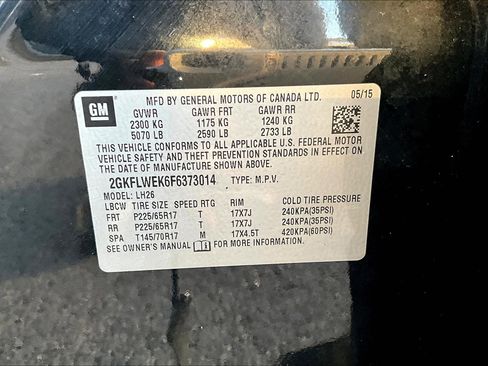 GM MFD BY GENERAL MOTORS OF CANADA LTD. 05/15
GVWR GAWR FRT GAWR RR
2300 KG 1175 KG 1240 KG
5070 LB 2590 LB 2733 LB
THIS VEHICLE CONFORMS TO ALL APPLICABLE U.S. FEDERAL MOTOR
VEHICLE SAFETY AND THEFT PREVENTION STANDARDS IN EFFECT ON
THE DATE OF MANUFACTURE SHOWN ABOVE.
2GKFLWEK6F6373014 TYPE: M.P.V.
MODEL: LH26
LBCW TIRE SIZE SPEED RTG RIM COLD TIRE PRESSURE
FRT P225/65R17 T 17X7J 240KPA(35PSI)
RR P225/65R17 T 17X7J 240KPA(35PSI)
SPA T145/70R17 M 17X4.5T 420KPA(60PSI)
SEE OWNER'S MANUAL FOR MORE INFORMATION.